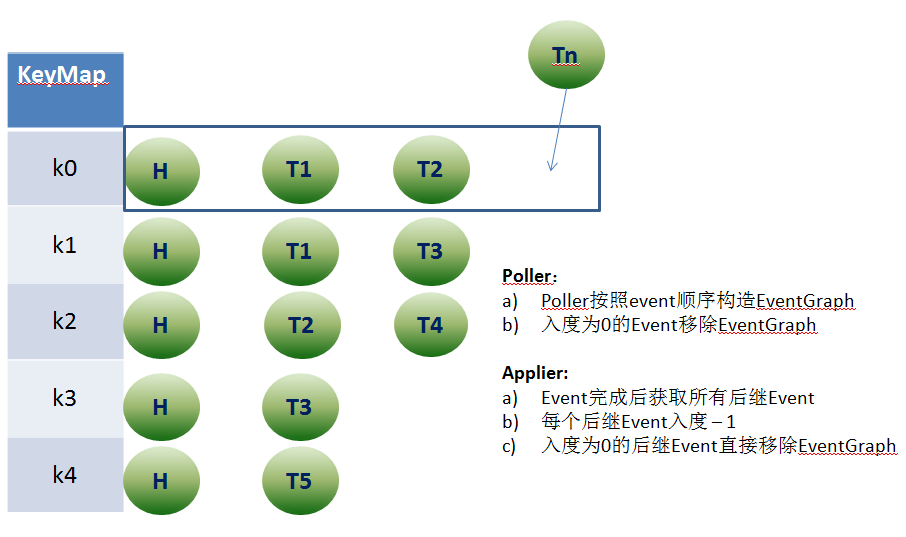 Tn
KeyMap
k0 H T1 T2
k1 H T1 T3
k2 H T2 T4
k3 H T3
k4 H T5
Poller：
a) Poller按照event顺序构造EventGraph
b) 入度为0的Event移除EventGraph
Applier:
a) Event完成后获取所有后继Event
b) 每个后继Event入度 – 1
c) 入度为0的后继Event直接移除EventGraph